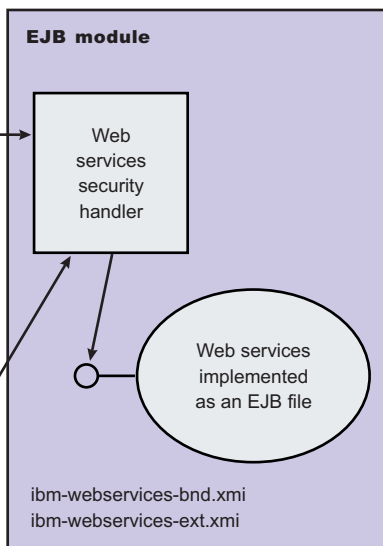 EJB module
Web
services
security
handler
Web services
implemented
as an EJB file
ibm-webservices-bnd.xmi
ibm-webservices-ext.xmi